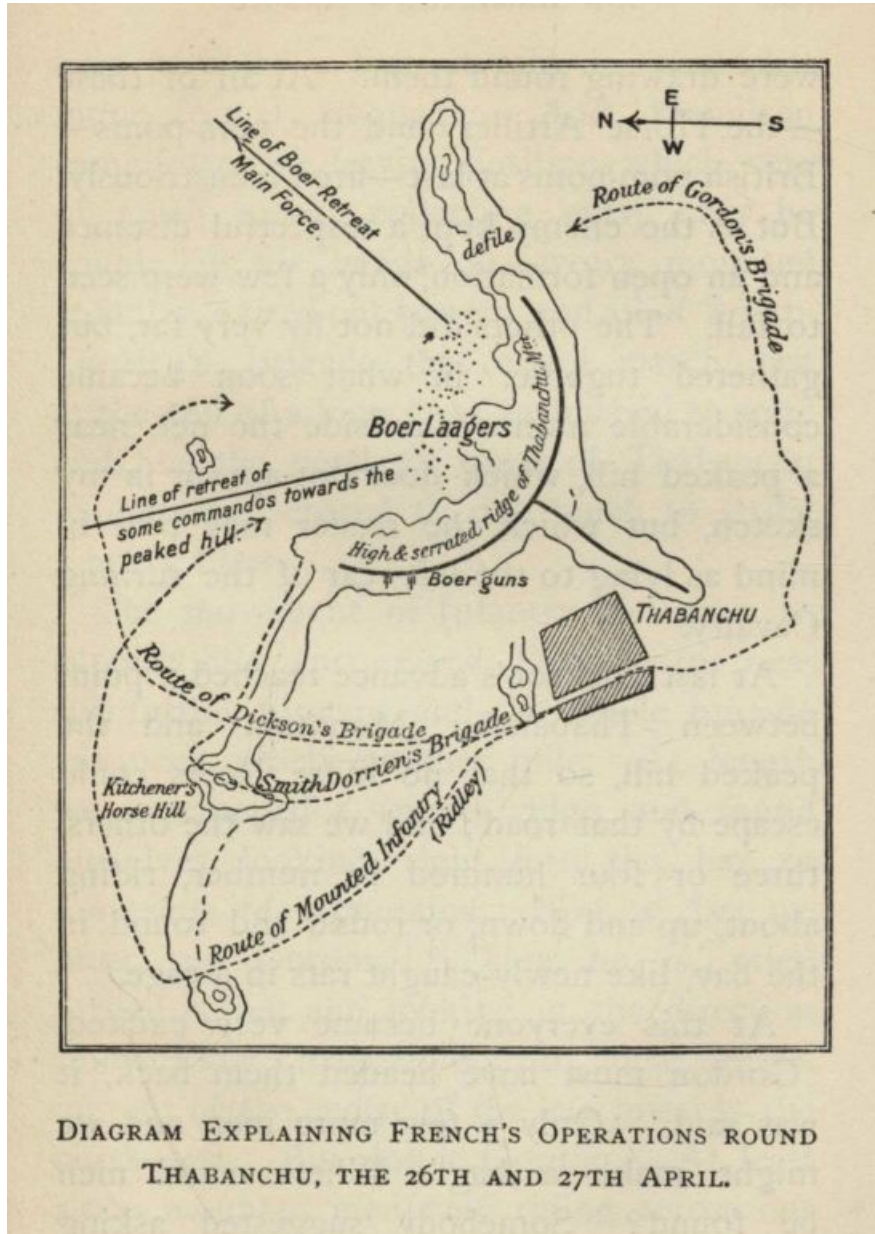 E
N S
W
Line of Boer Retreat
Main Force
Route of Gordon's Brigade
defile
Boer Laagers
High & serrated ridge of Thabanchu Mtn
Line of retreat of
some commandos towards the
peaked hill
Boer guns
THABANCHU
Route of Dickson's Brigade
Smith Dorrien's Brigade
Kitchener's
Horse Hill
Route of Mounted Infantry
(Ridley)
DIAGRAM EXPLAINING FRENCH'S OPERATIONS ROUND
THABANCHU, THE 26TH AND 27TH APRIL.